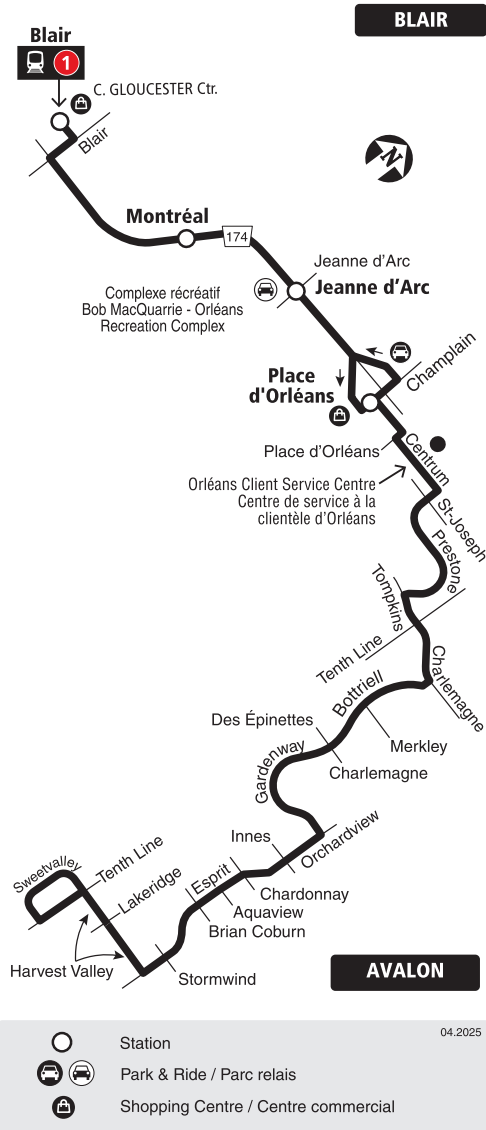 BLAIR
Blair
1
C. GLOUCESTER Ctr.
Blair
N
Montréal
174
Jeanne d'Arc
Jeanne d'Arc
Complexe récréatif
Bob MacQuarrie - Orléans
Recreation Complex
Champlain
Place
d'Orléans
Place d'Orléans
Centrum
Orléans Client Service Centre
Centre de service à la
clientèle d'Orléans
St-Joseph
Prestone
Tompkins
Tenth Line
Charlemagne
Bottriell
Des Épinettes
Merkley
Gardenway
Charlemagne
Innes
Orchardview
Tenth Line
Sweetvalley
Lakeridge
Esprit
Chardonnay
Aquaview
Brian Coburn
Harvest Valley
Stormwind
AVALON
04.2025
Station
Park & Ride / Parc relais
Shopping Centre / Centre commercial